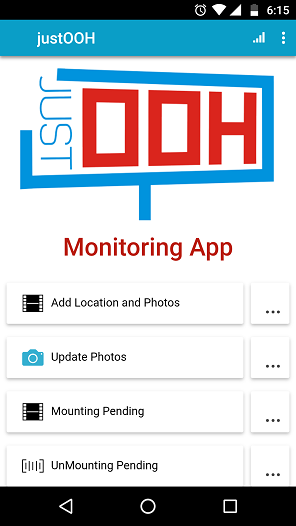 6:15
justOOH
JUST
OOH
Monitoring App
Add Location and Photos
...
Update Photos
...
Mounting Pending
...
UnMounting Pending
...